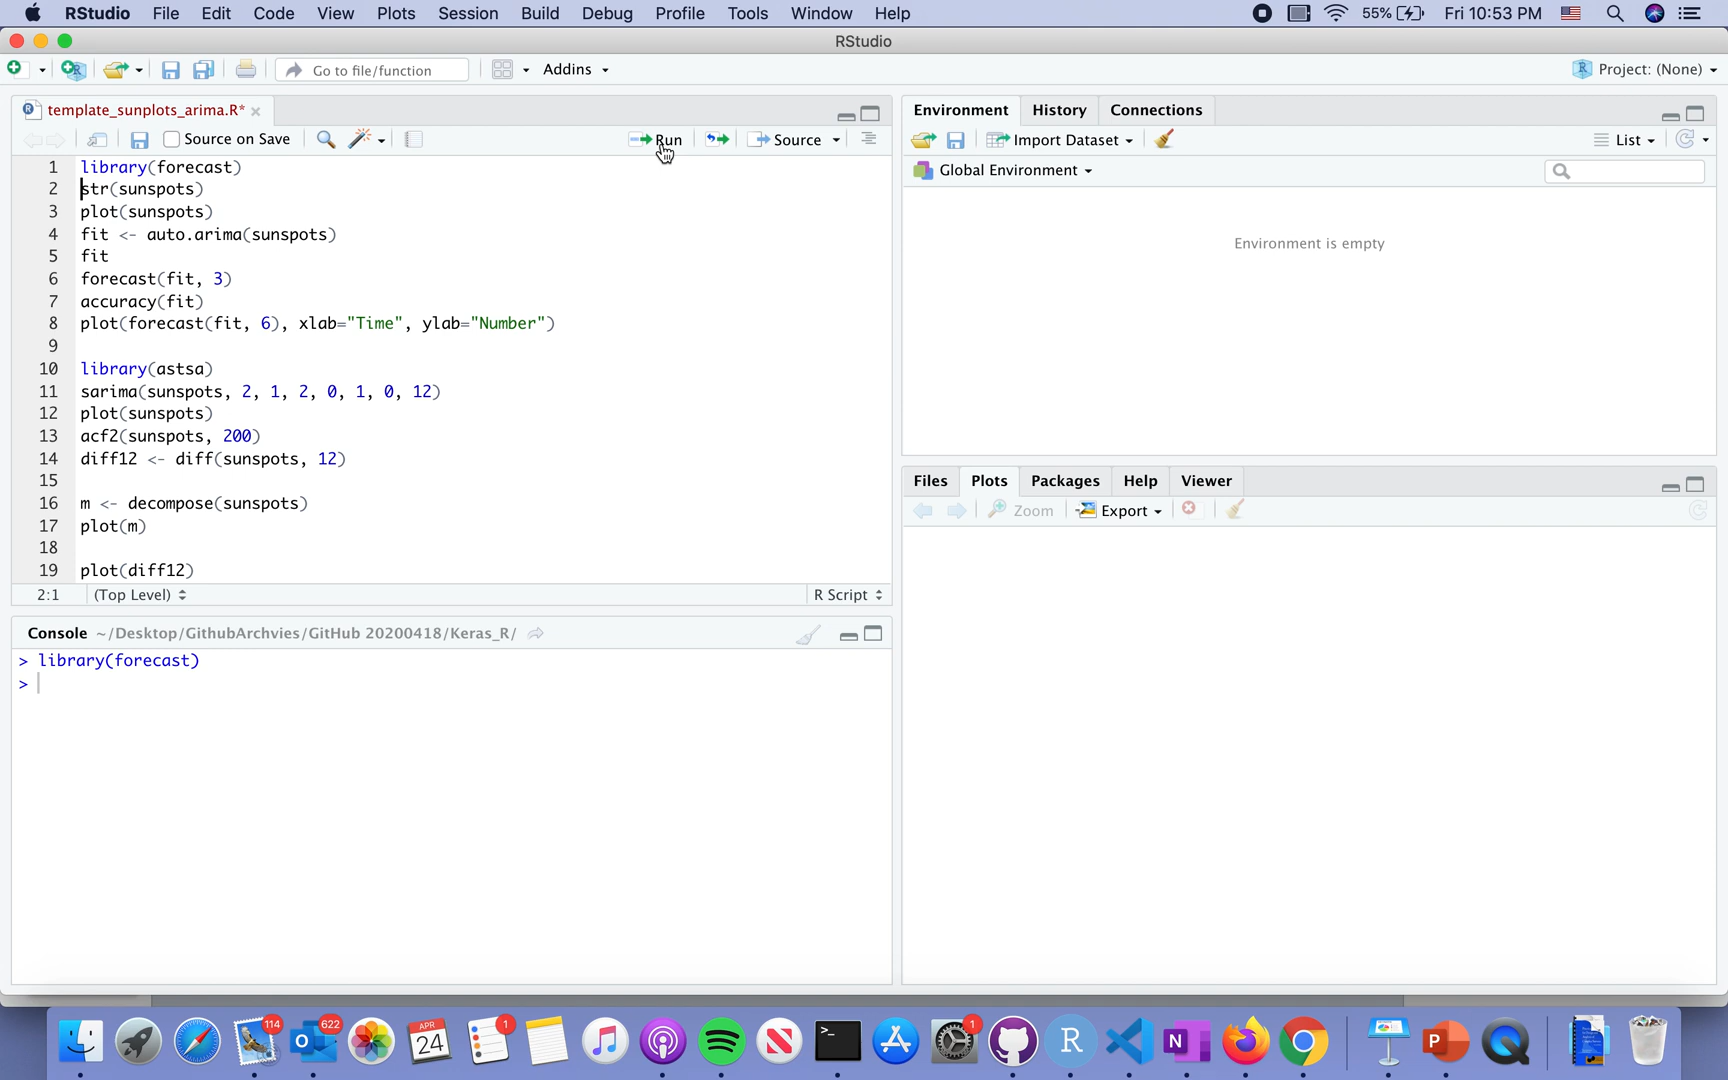 RStudio File Edit Code View Plots Session Build Debug Profile Tools Window Help 55% Fri 10:53 PM
RStudio
Go to file/function Addins Project: (None)
template_sunplots_arima.R*
Source on Save Run Source
1 library(forecast)
2 str(sunspots)
3 plot(sunspots)
4 fit <- auto.arima(sunspots)
5 fit
6 forecast(fit, 3)
7 accuracy(fit)
8 plot(forecast(fit, 6), xlab="Time", ylab="Number")
9
10 library(astsa)
11 sarima(sunspots, 2, 1, 2, 0, 1, 0, 12)
12 plot(sunspots)
13 acf2(sunspots, 200)
14 diff12 <- diff(sunspots, 12)
15
16 m <- decompose(sunspots)
17 plot(m)
18
19 plot(diff12)
2:1 (Top Level) R Script
Console ~/Desktop/GithubArchvies/GitHub 20200418/Keras_R/
> library(forecast)
>
Environment History Connections
Import Dataset List
Global Environment
Environment is empty
Files Plots Packages Help Viewer
Zoom Export
114 622 APR 24 1 1 R N P